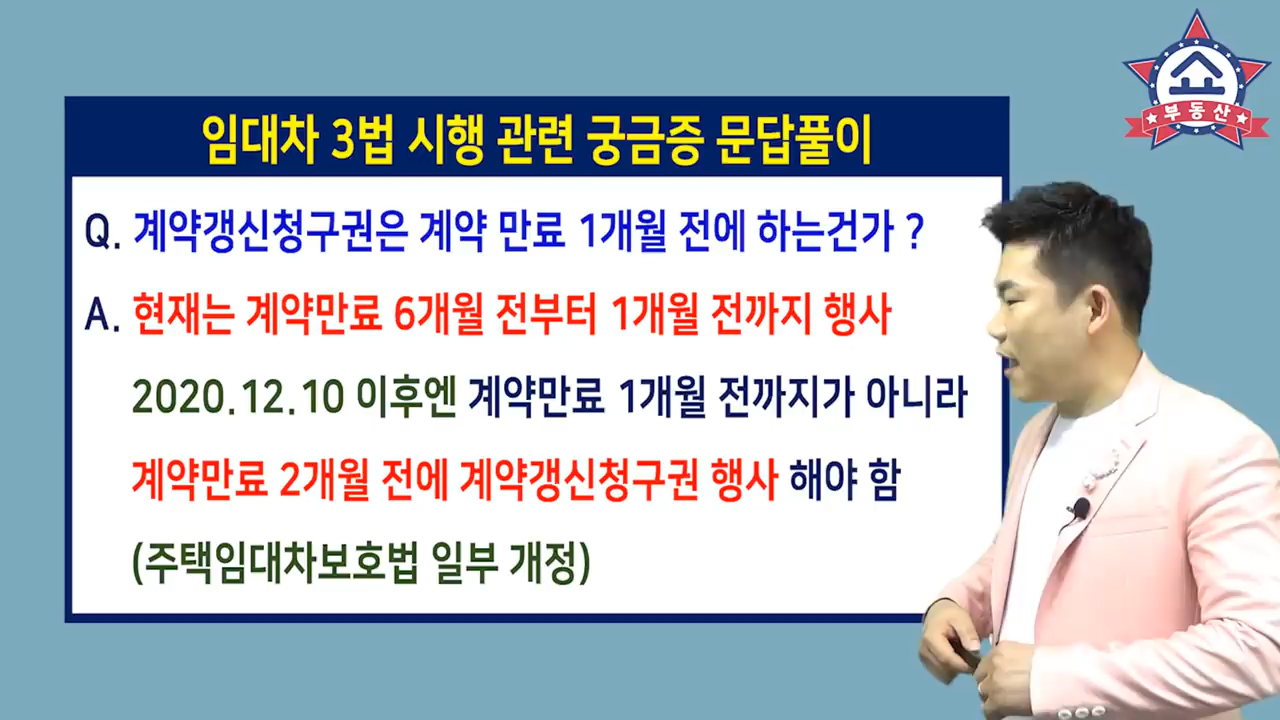 부동산
임대차 3법 시행 관련 궁금증 문답풀이
Q. 계약갱신청구권은 계약 만료 1개월 전에 하는건가 ?
A. 현재는 계약만료 6개월 전부터 1개월 전까지 행사
2020.12.10 이후엔 계약만료 1개월 전까지가 아니라
계약만료 2개월 전에 계약갱신청구권 행사 해야 함
(주택임대차보호법 일부 개정)